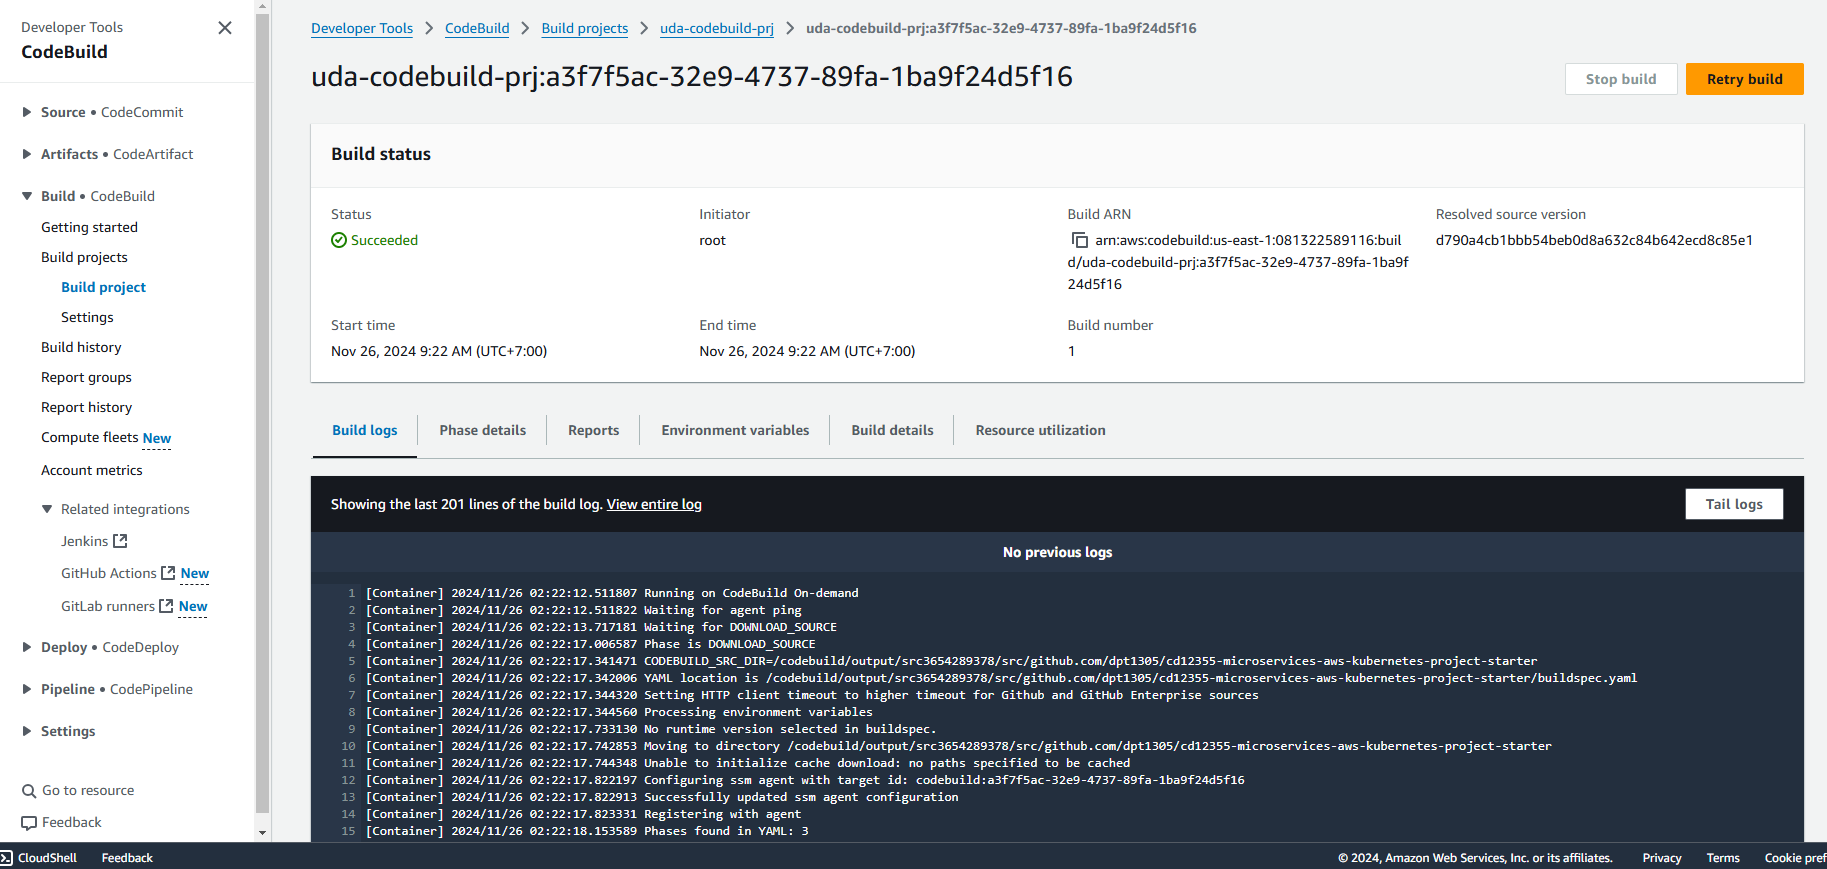 Developer Tools
CodeBuild
Source • CodeCommit
Artifacts • CodeArtifact
Build • CodeBuild
Getting started
Build projects
Build project
Settings
Build history
Report groups
Report history
Compute fleets New
Account metrics
Related integrations
Jenkins
GitHub Actions New
GitLab runners New
Deploy • CodeDeploy
Pipeline • CodePipeline
Settings
Go to resource
Feedback
Developer Tools > CodeBuild > Build projects > uda-codebuild-prj > uda-codebuild-prj:a3f7f5ac-32e9-4737-89fa-1ba9f24d5f16
uda-codebuild-prj:a3f7f5ac-32e9-4737-89fa-1ba9f24d5f16
Stop build
Retry build
Build status
Status
Succeeded
Initiator
root
Build ARN
arn:aws:codebuild:us-east-1:081322589116:buil
d/uda-codebuild-prj:a3f7f5ac-32e9-4737-89fa-1ba9f
24d5f16
Resolved source version
d790a4cb1bbb54beb0d8a632c84b642ecd8c85e1
Start time
Nov 26, 2024 9:22 AM (UTC+7:00)
End time
Nov 26, 2024 9:22 AM (UTC+7:00)
Build number
1
Build logs
Phase details
Reports
Environment variables
Build details
Resource utilization
Showing the last 201 lines of the build log. View entire log
Tail logs
No previous logs
1 [Container] 2024/11/26 02:22:12.511807 Running on CodeBuild On-demand
2 [Container] 2024/11/26 02:22:12.511822 Waiting for agent ping
3 [Container] 2024/11/26 02:22:13.717181 Waiting for DOWNLOAD_SOURCE
4 [Container] 2024/11/26 02:22:17.006587 Phase is DOWNLOAD_SOURCE
5 [Container] 2024/11/26 02:22:17.341471 CODEBUILD_SRC_DIR=/codebuild/output/src3654289378/src/github.com/dpt1305/cd12355-microservices-aws-kubernetes-project-starter
6 [Container] 2024/11/26 02:22:17.342006 YAML location is /codebuild/output/src3654289378/src/github.com/dpt1305/cd12355-microservices-aws-kubernetes-project-starter/buildspec.yaml
7 [Container] 2024/11/26 02:22:17.344320 Setting HTTP client timeout to higher timeout for Github and GitHub Enterprise sources
8 [Container] 2024/11/26 02:22:17.344560 Processing environment variables
9 [Container] 2024/11/26 02:22:17.733130 No runtime version selected in buildspec.
10 [Container] 2024/11/26 02:22:17.742853 Moving to directory /codebuild/output/src3654289378/src/github.com/dpt1305/cd12355-microservices-aws-kubernetes-project-starter
11 [Container] 2024/11/26 02:22:17.744348 Unable to initialize cache download: no paths specified to be cached
12 [Container] 2024/11/26 02:22:17.822197 Configuring ssm agent with target id: codebuild:a3f7f5ac-32e9-4737-89fa-1ba9f24d5f16
13 [Container] 2024/11/26 02:22:17.822913 Successfully updated ssm agent configuration
14 [Container] 2024/11/26 02:22:17.823331 Registering with agent
15 [Container] 2024/11/26 02:22:18.153589 Phases found in YAML: 3
CloudShell
Feedback
© 2024, Amazon Web Services, Inc. or its affiliates.
Privacy
Terms
Cookie pref